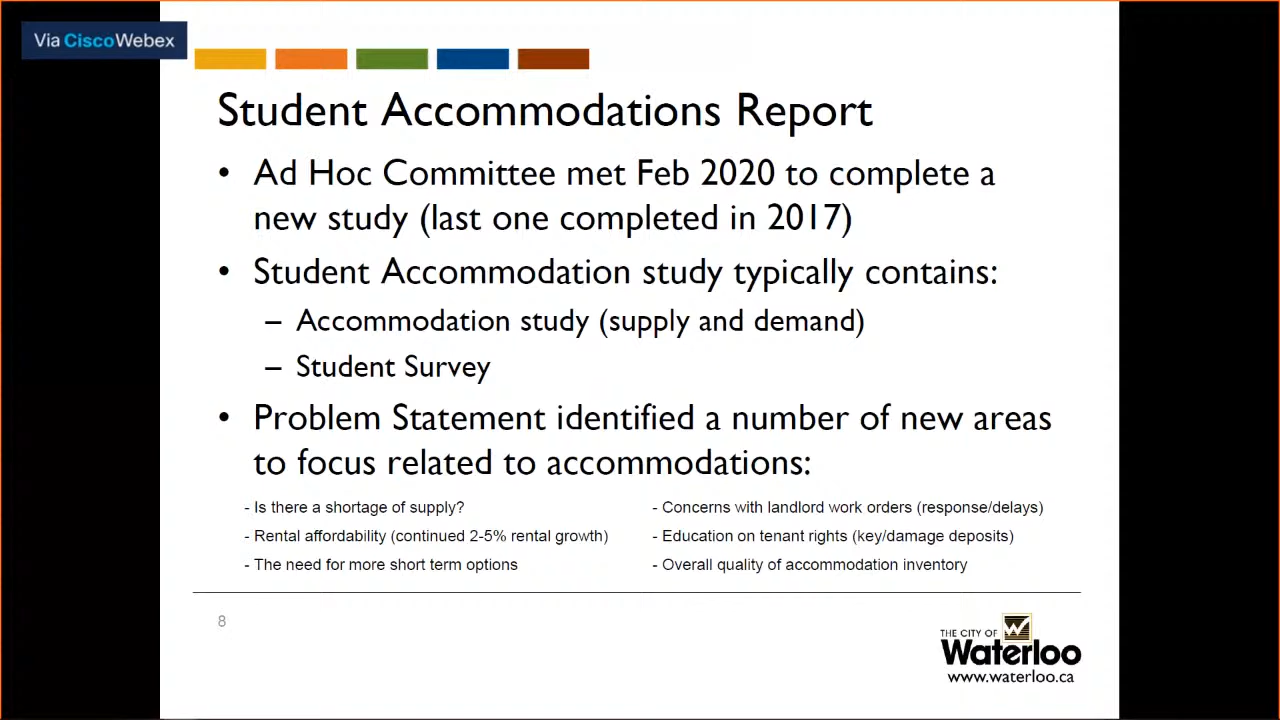 Via CiscoWebex
Student Accommodations Report
• Ad Hoc Committee met Feb 2020 to complete a
new study (last one completed in 2017)
• Student Accommodation study typically contains:
– Accommodation study (supply and demand)
– Student Survey
• Problem Statement identified a number of new areas
to focus related to accommodations:
- Is there a shortage of supply?
- Rental affordability (continued 2-5% rental growth)
- The need for more short term options
- Concerns with landlord work orders (response/delays)
- Education on tenant rights (key/damage deposits)
- Overall quality of accommodation inventory
8
THE CITY OF
Waterloo
www.waterloo.ca